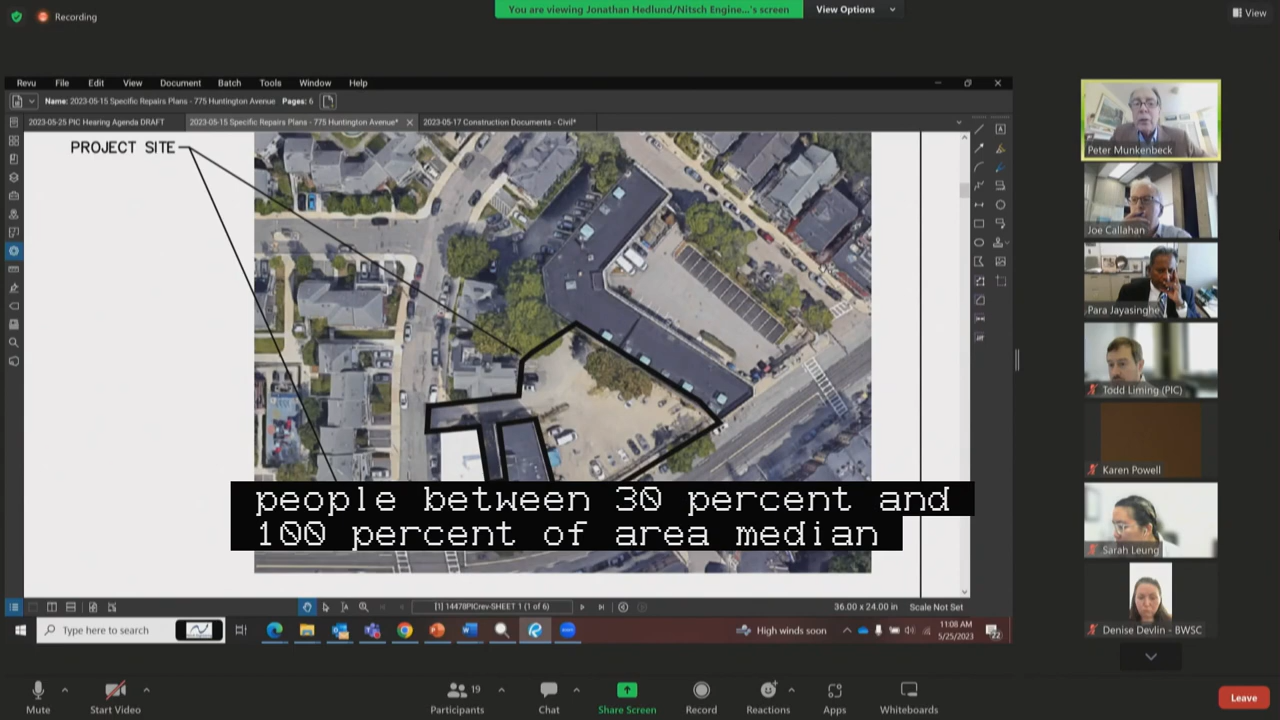 Recording
You are viewing Jonathan Hedlund/Nitsch Engine...'s screen
View Options
View
Revu File Edit View Document Batch Tools Window Help
Name: 2023-05-15 Specific Repairs Plans - 775 Huntington Avenue Pages: 6
2023-05-25 PIC Hearing Agenda DRAFT
2023-05-15 Specific Repairs Plans - 775 Huntington Avenue*
2023-05-17 Construction Documents - Civil*
PROJECT SITE
people between 30 percent and
100 percent of area median
[1] 14478PICrev-SHEET 1 (1 of 6)
36.00 x 24.00 in
Scale Not Set
Type here to search
High winds soon
11:08 AM
5/25/2023
22
Peter Munkenbeck
Joe Callahan
Para Jayasinghe
Todd Liming (PIC)
Karen Powell
Sarah Leung
Denise Devlin - BWSC
Mute
Start Video
19
Participants
Chat
Share Screen
Record
Reactions
Apps
Whiteboards
Leave